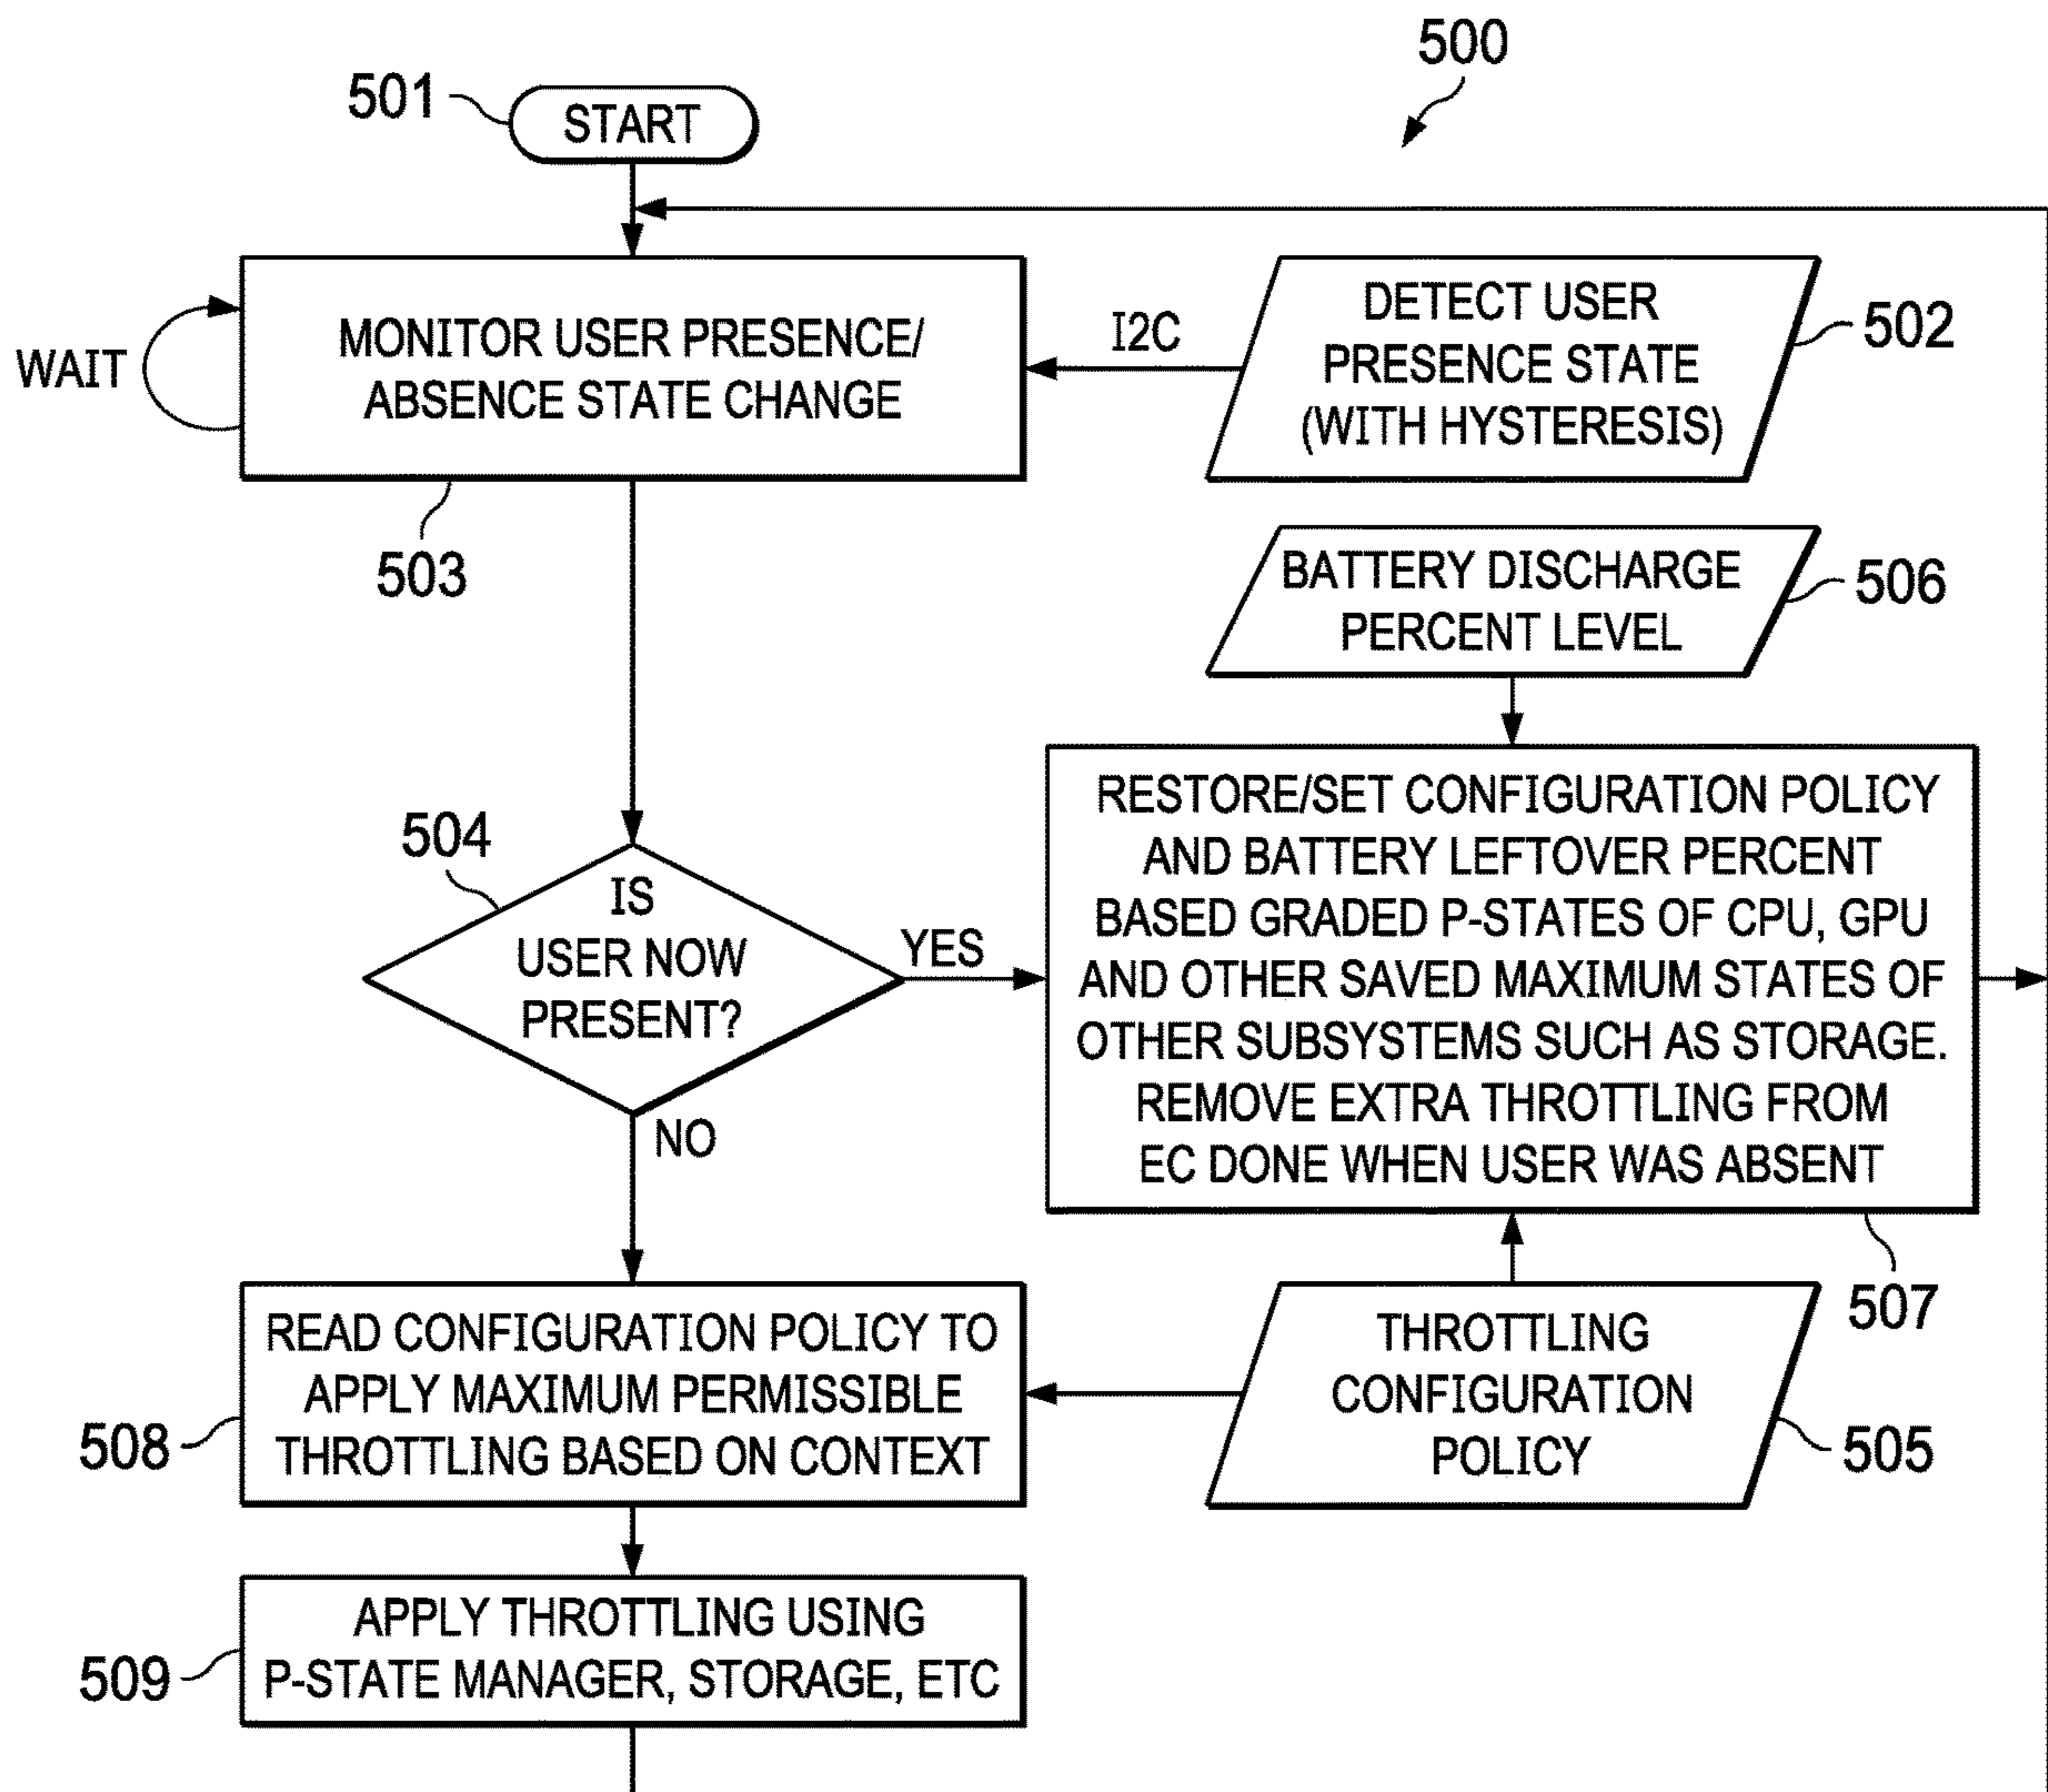 500
501
START
MONITOR USER PRESENCE/
ABSENCE STATE CHANGE
WAIT
503
I2C
DETECT USER
PRESENCE STATE
(WITH HYSTERESIS)
502
BATTERY DISCHARGE
PERCENT LEVEL
506
504
IS
USER NOW
PRESENT?
YES
NO
RESTORE/SET CONFIGURATION POLICY
AND BATTERY LEFTOVER PERCENT
BASED GRADED P-STATES OF CPU, GPU
AND OTHER SAVED MAXIMUM STATES OF
OTHER SUBSYSTEMS SUCH AS STORAGE.
REMOVE EXTRA THROTTLING FROM
EC DONE WHEN USER WAS ABSENT
507
READ CONFIGURATION POLICY TO
APPLY MAXIMUM PERMISSIBLE
THROTTLING BASED ON CONTEXT
508
THROTTLING
CONFIGURATION
POLICY
505
APPLY THROTTLING USING
P-STATE MANAGER, STORAGE, ETC
509